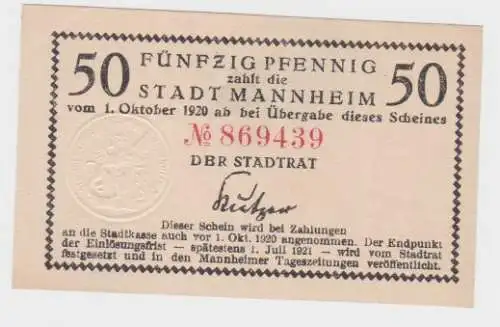 50 FÜNFZIG PFENNIG 50
zahlt die
STADT MANNHEIM
vom 1. Oktober 1920 ab bei Übergabe dieses Scheines
№ 869439
DER STADTRAT
Kutzer
Dieser Schein wird bei Zahlungen
an die Stadtkasse auch vor 1. Okt. 1920 angenommen. Der Endpunkt
der Einlösungsfrist — spätestens 1. Juli 1921 — wird vom Stadtrat
festgesetzt und in den Mannheimer Tageszeitungen veröffentlicht.